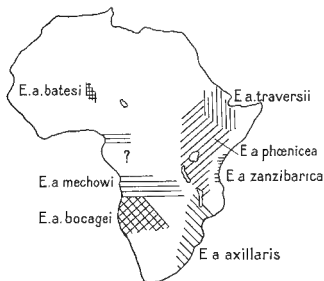 E.a.batesi
E.a.traversii
?
E a phœnicea
E a zanzibarica
E.a mechowi
E.a. bocagei
E a axillaris